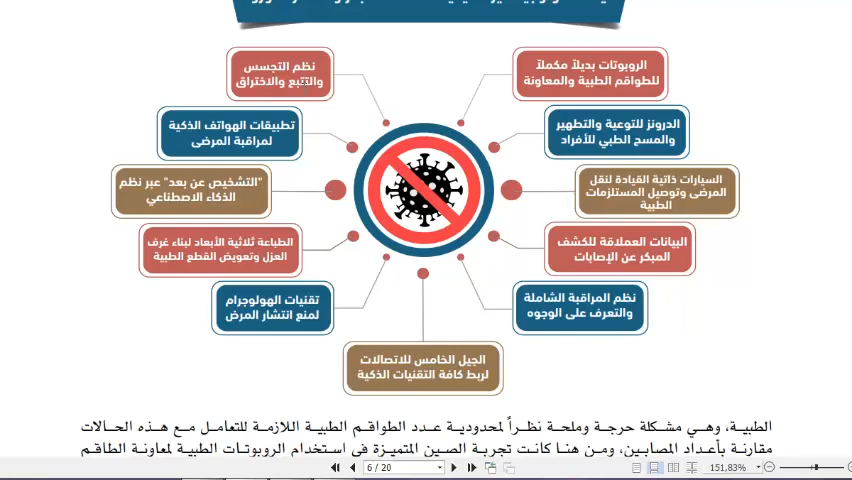 الروبوتات بديلاً مكملاً
للطواقم الطبية والمعاونة
الدرونز للتوعية والتطهير
والمسح الطبي للأفراد
السيارات ذاتية القيادة لنقل
المرضى وتوصيل المستلزمات
الطبية
البيانات العملاقة للكشف
المبكر عن الإصابات
نظم المراقبة الشاملة
والتعرف على الوجوه
نظم التجسس
والتتبع والاختراق
تطبيقات الهواتف الذكية
لمراقبة المرضى
"التشخيص عن بعد" عبر نظم
الذكاء الاصطناعي
الطباعة ثلاثية الأبعاد لبناء غرف
العزل وتعويض القطع الطبية
تقنيات الهولوجرام
لمنع انتشار المرض
الجيل الخامس للاتصالات
لربط كافة التقنيات الذكية
الطبية، وهي مشكلة حرجة وملحة نظراً لمحدودية عدد الطواقم الطبية اللازمة للتعامل مع هذه الحالات
مقارنة بأعداد المصابين، ومن هنا كانت تجربة الصين المتميزة في استخدام الروبوتات الطبية لمعاونة الطاقم
6 / 20
151,83%